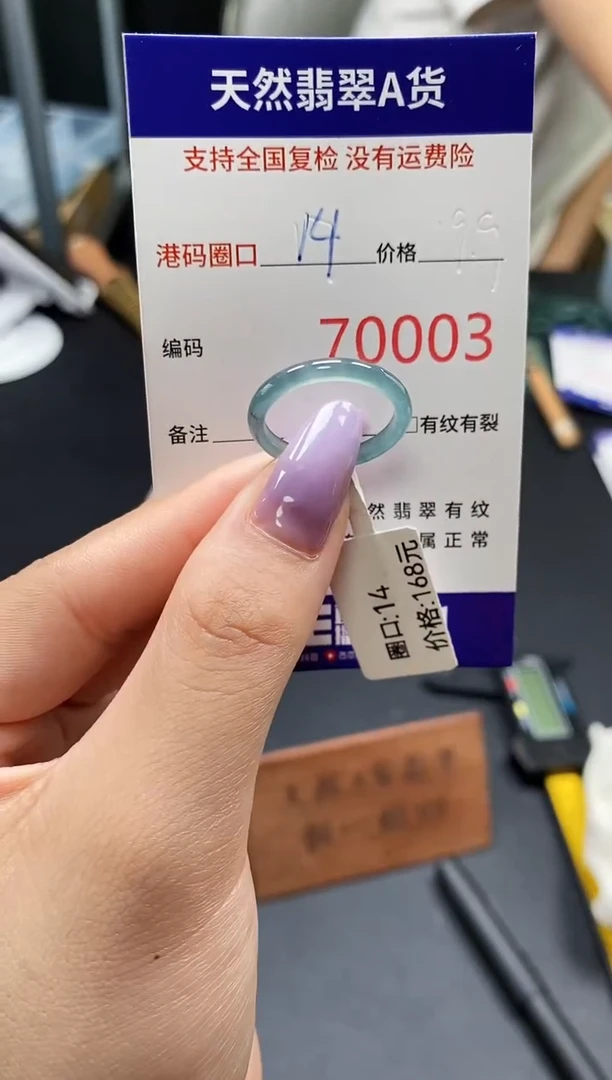 天然翡翠A货
支持全国复检 没有运费险
港码圈口 14 价格
编码 70003
备注 □有纹有裂
然翡翠有纹
属正常
圈口:14
价格:168元